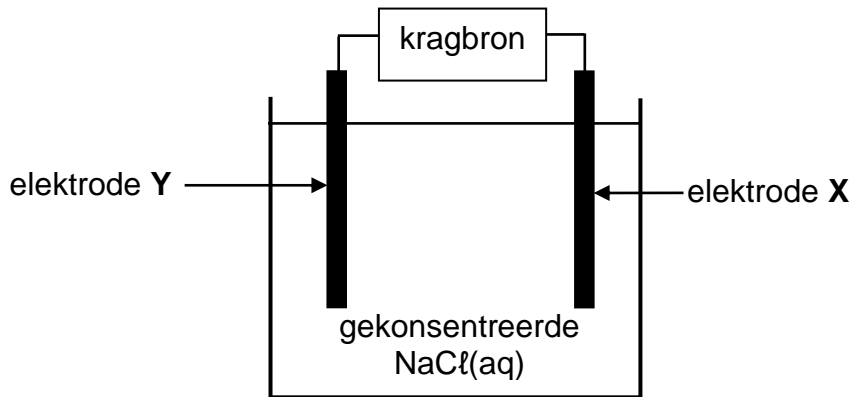 kragbron
elektrode Y
elektrode X
gekonsentreerde
NaCℓ(aq)